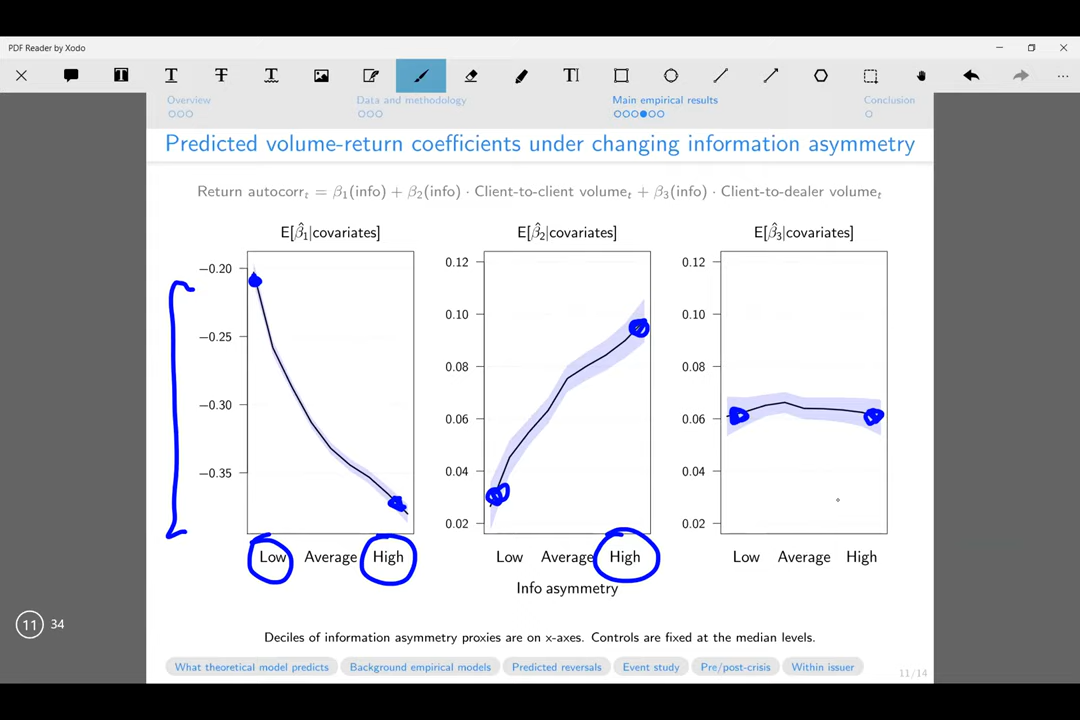 PDF Reader by Xodo
Overview Data and methodology Main empirical results Conclusion
Predicted volume-return coefficients under changing information asymmetry
Return autocorrₜ = β₁(info) + β₂(info) · Client-to-client volumeₜ + β₃(info) · Client-to-dealer volumeₜ
E[β̂₁|covariates] E[β̂₂|covariates] E[β̂₃|covariates]
−0.20 0.12 0.12
−0.25 0.10 0.10
−0.30 0.08 0.08
−0.35 0.06 0.06
0.04 0.04
0.02 0.02
Low Average High Low Average High Low Average High
Info asymmetry
11 34
Deciles of information asymmetry proxies are on x-axes. Controls are fixed at the median levels.
What theoretical model predicts Background empirical models Predicted reversals Event study Pre/post-crisis Within issuer
11/14